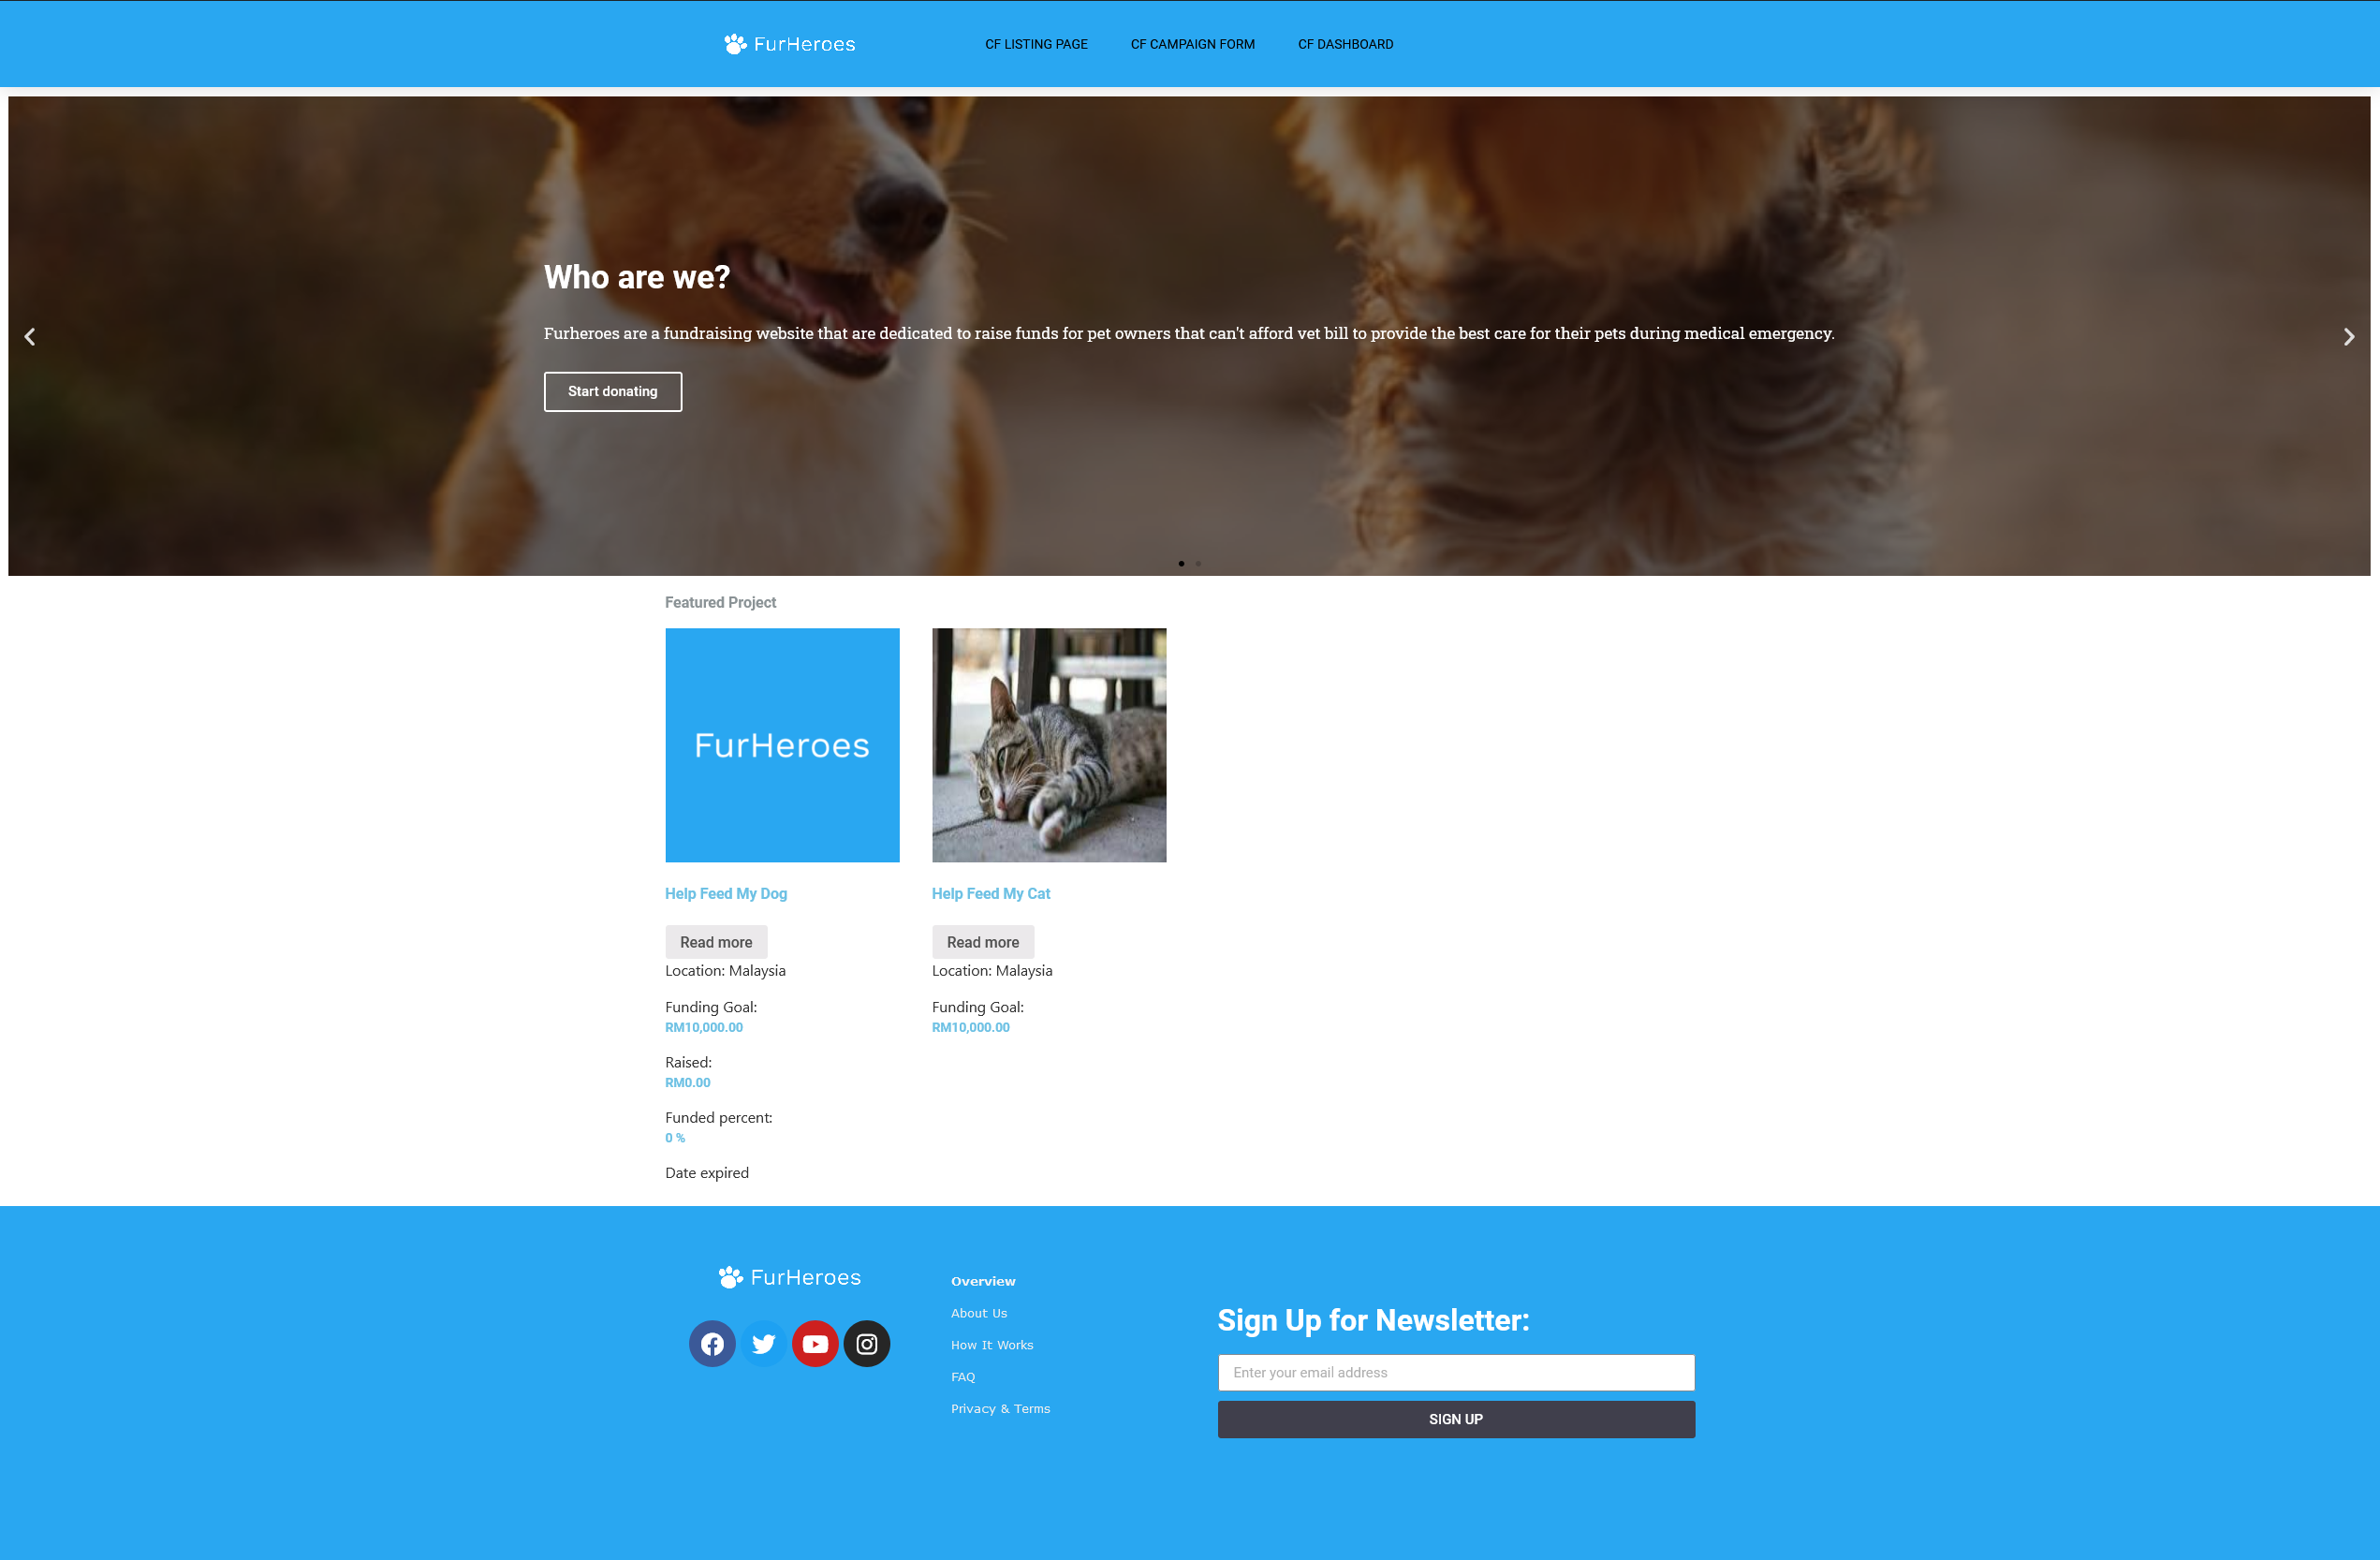 FurHeroes
CF LISTING PAGE
CF CAMPAIGN FORM
CF DASHBOARD
Who are we?
Furheroes are a fundraising website that are dedicated to raise funds for pet owners that can't afford vet bill to provide the best care for their pets during medical emergency.
Start donating
Featured Project
FurHeroes
Help Feed My Dog
Read more
Location: Malaysia
Funding Goal:
RM10,000.00
Raised:
RM0.00
Funded percent:
0 %
Date expired
Help Feed My Cat
Read more
Location: Malaysia
Funding Goal:
RM10,000.00
FurHeroes
Overview
About Us
How It Works
FAQ
Privacy & Terms
Sign Up for Newsletter:
Enter your email address
SIGN UP